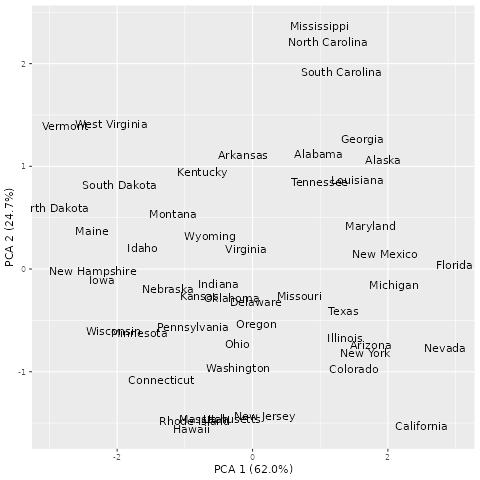 Mississippi
North Carolina
2
South Carolina
Vermont
West Virginia
Georgia
Arkansas
Alabama
Alaska
1
Kentucky
Tennessee
Louisiana
South Dakota
rth Dakota
Montana
Maine
Maryland
Wyoming
Idaho
Virginia
New Mexico
Florida
0
New Hampshire
Iowa
Indiana
Michigan
Nebraska
Kansas
Oklahoma
Delaware
Missouri
Texas
Wisconsin
Minnesota
Pennsylvania
Oregon
Illinois
Ohio
Arizona
Nevada
New York
Washington
Colorado
-1
Connecticut
Rhode Island
Massachusetts
Utah
New Jersey
Hawaii
California
-2
0
2
PCA 1 (62.0%)
PCA 2 (24.7%)